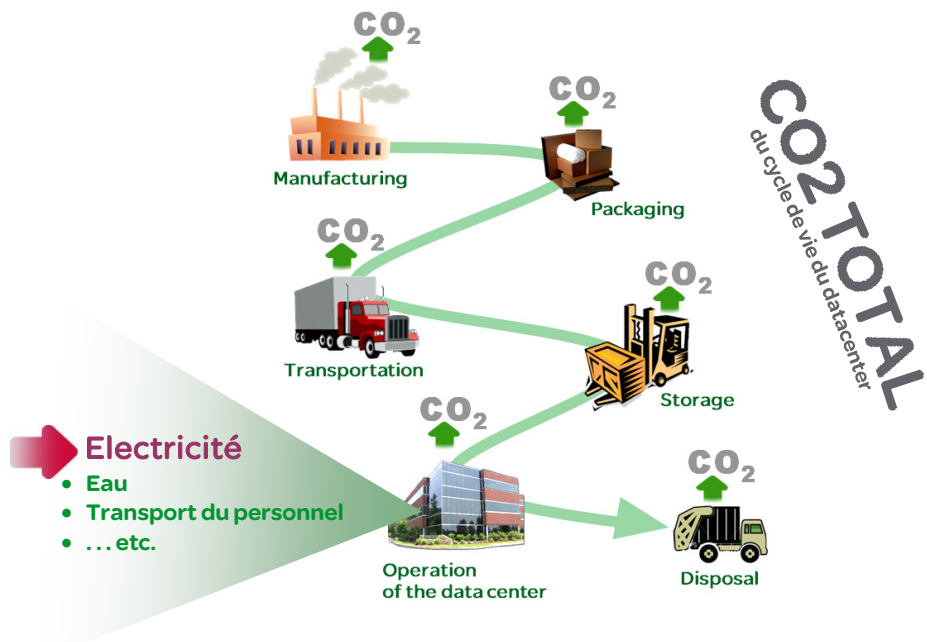 CO2
Manufacturing
CO2
Packaging
CO2 TOTAL
du cycle de vie du datacenter
CO2
Transportation
CO2
Storage
CO2
Electricité
• Eau
• Transport du personnel
• ... etc.
Operation
of the data center
CO2
Disposal